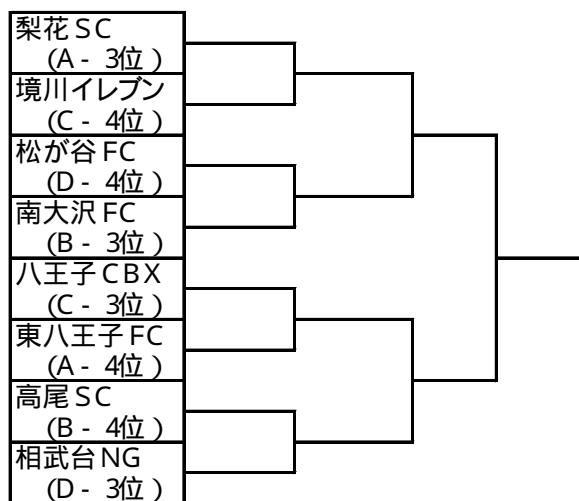 梨花SC
(A - 3位)
境川イレブン
(C - 4位)
松が谷FC
(D - 4位)
南大沢FC
(B - 3位)
八王子CBX
(C - 3位)
東八王子FC
(A - 4位)
高尾SC
(B - 4位)
相武台NG
(D - 3位)